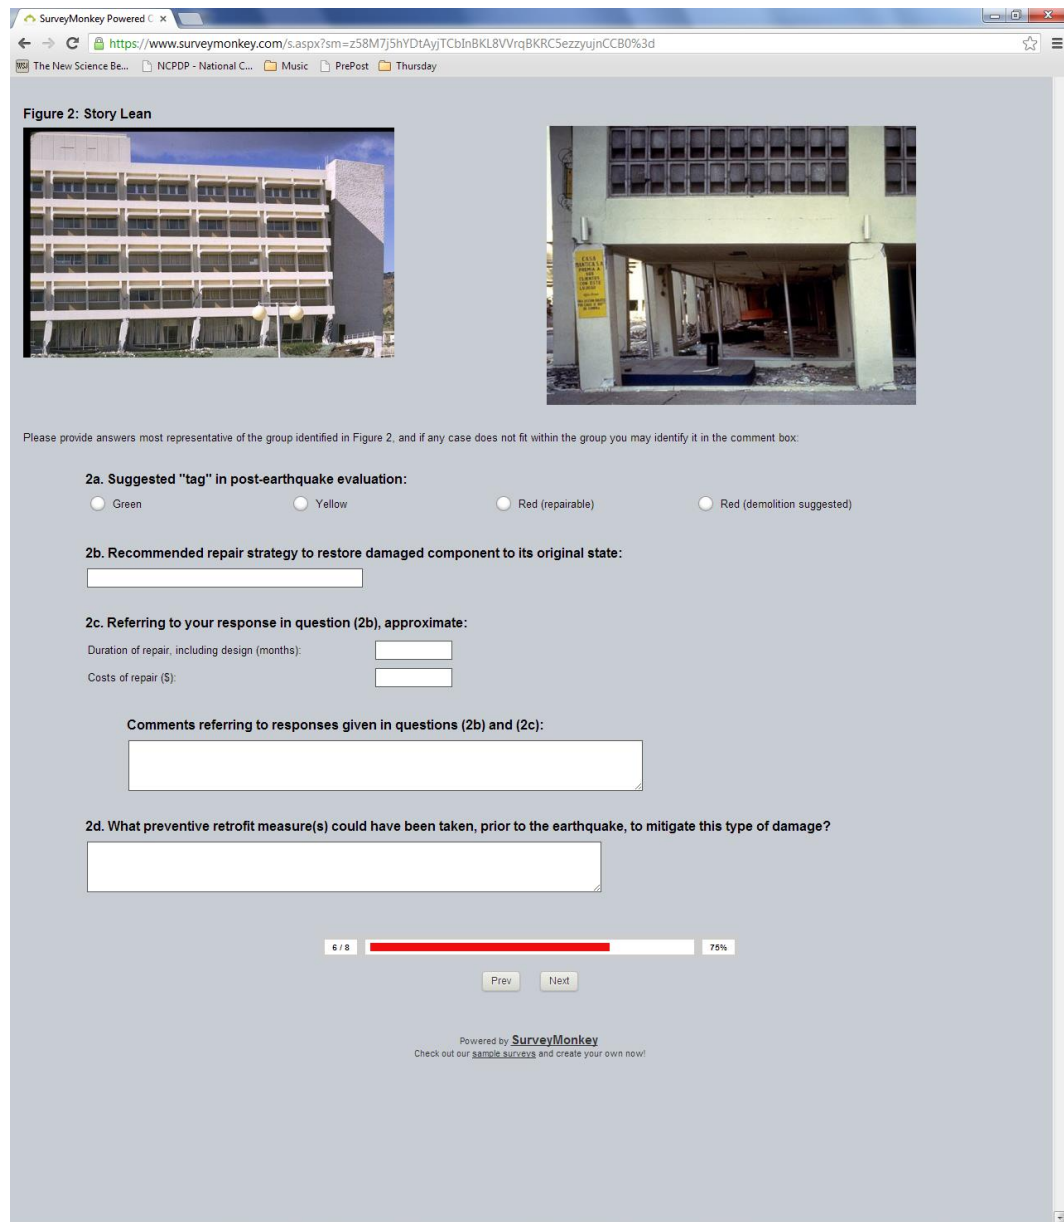 SurveyMonkey Powered C
https://www.surveymonkey.com/s.aspx?sm=z58M7j5hYDtAyjTCbInBKL8VVrqBKRC5ezzyujnCCB0%3d
The New Science Be... NCPDP - National C... Music PrePost Thursday
Figure 2: Story Lean
CASA
Please provide answers most representative of the group identified in Figure 2, and if any case does not fit within the group you may identify it in the comment box:
2a. Suggested "tag" in post-earthquake evaluation:
Green Yellow Red (repairable) Red (demolition suggested)
2b. Recommended repair strategy to restore damaged component to its original state:
2c. Referring to your response in question (2b), approximate:
Duration of repair, including design (months):
Costs of repair ($):
Comments referring to responses given in questions (2b) and (2c):
2d. What preventive retrofit measure(s) could have been taken, prior to the earthquake, to mitigate this type of damage?
6 / 8 75%
Prev Next
Powered by SurveyMonkey
Check out our sample surveys and create your own now!